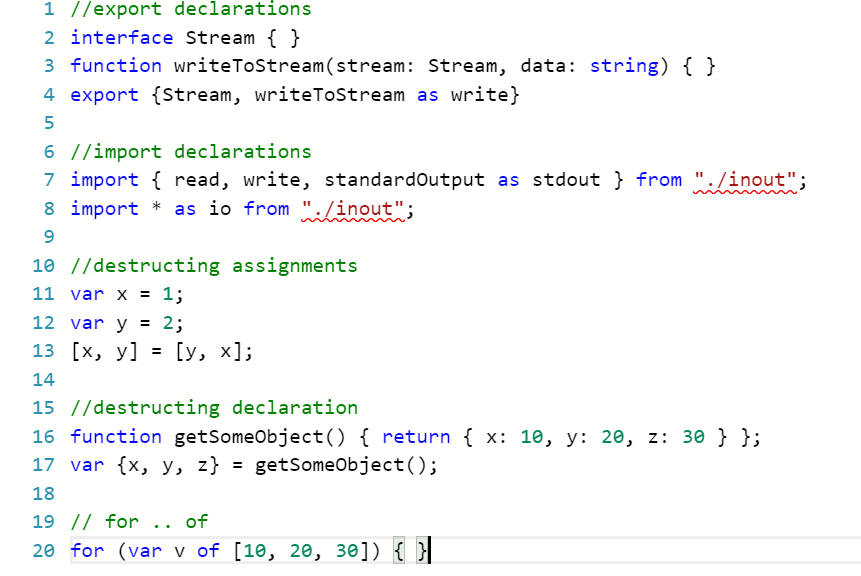 1 //export declarations
2 interface Stream { }
3 function writeToStream(stream: Stream, data: string) { }
4 export {Stream, writeToStream as write}
5
6 //import declarations
7 import { read, write, standardOutput as stdout } from "./inout";
8 import * as io from "./inout";
9
10 //destructing assignments
11 var x = 1;
12 var y = 2;
13 [x, y] = [y, x];
14
15 //destructing declaration
16 function getSomeObject() { return { x: 10, y: 20, z: 30 } };
17 var {x, y, z} = getSomeObject();
18
19 // for .. of
20 for (var v of [10, 20, 30]) { }